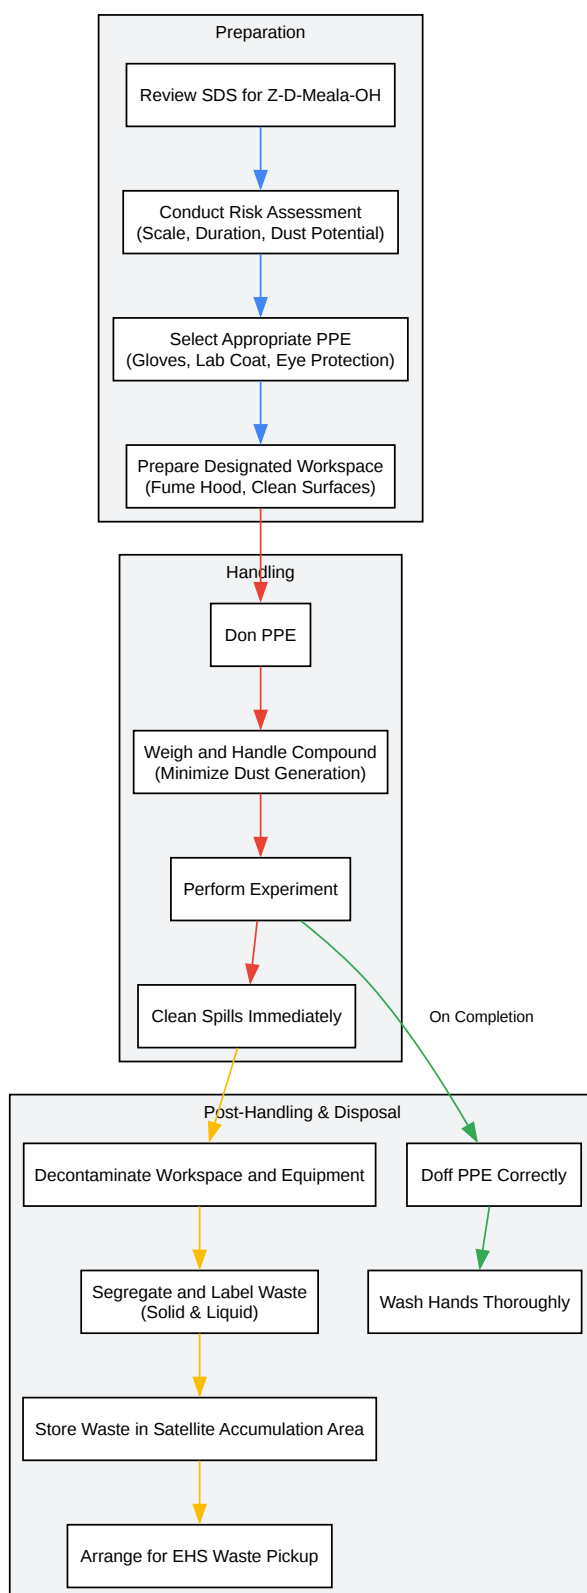 Preparation
Review SDS for Z-D-Meala-OH
Conduct Risk Assessment
(Scale, Duration, Dust Potential)
Select Appropriate PPE
(Gloves, Lab Coat, Eye Protection)
Prepare Designated Workspace
(Fume Hood, Clean Surfaces)
Handling
Don PPE
Weigh and Handle Compound
(Minimize Dust Generation)
Perform Experiment
Clean Spills Immediately
On Completion
Post-Handling & Disposal
Decontaminate Workspace and Equipment
Doff PPE Correctly
Segregate and Label Waste
(Solid & Liquid)
Wash Hands Thoroughly
Store Waste in Satellite Accumulation Area
Arrange for EHS Waste Pickup